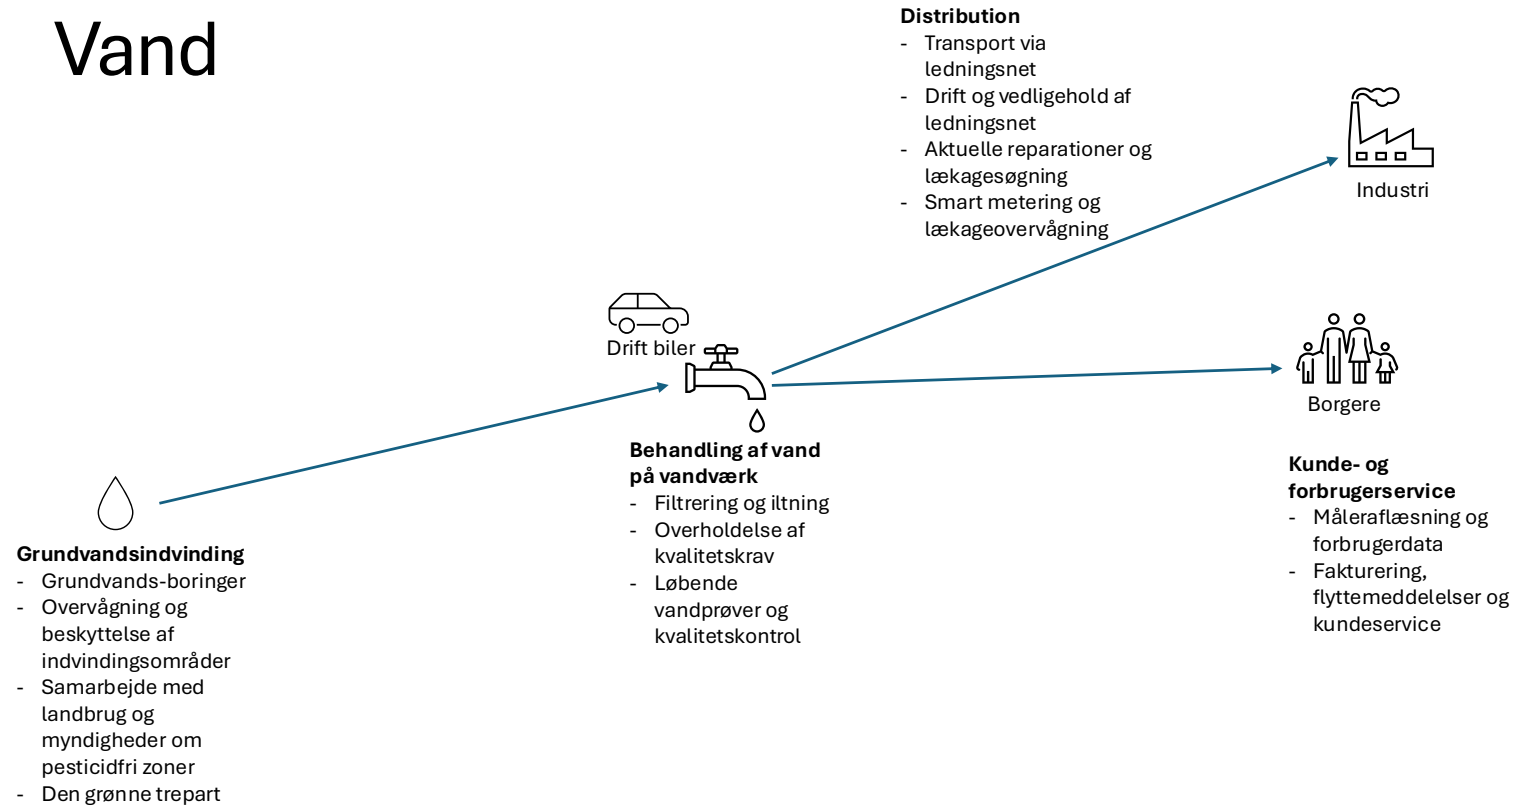 Vand
Distribution
- Transport via
ledningsnet
- Drift og vedligehold af
ledningsnet
- Aktuelle reparationer og
lækagesøgning
- Smart metering og
lækageovervågning
Industri
Drift biler
Borgere
Behandling af vand
på vandværk
- Filtrering og iltning
- Overholdelse af
kvalitetskrav
- Løbende
vandprøver og
kvalitetskontrol
Kunde- og
forbrugerservice
- Måleraflæsning og
forbrugerdata
- Fakturering,
flyttemeddelelser og
kundeservice
Grundvandsindvinding
- Grundvands-boringer
- Overvågning og
beskyttelse af
indvindingsområder
- Samarbejde med
landbrug og
myndigheder om
pesticidfri zoner
- Den grønne trepart